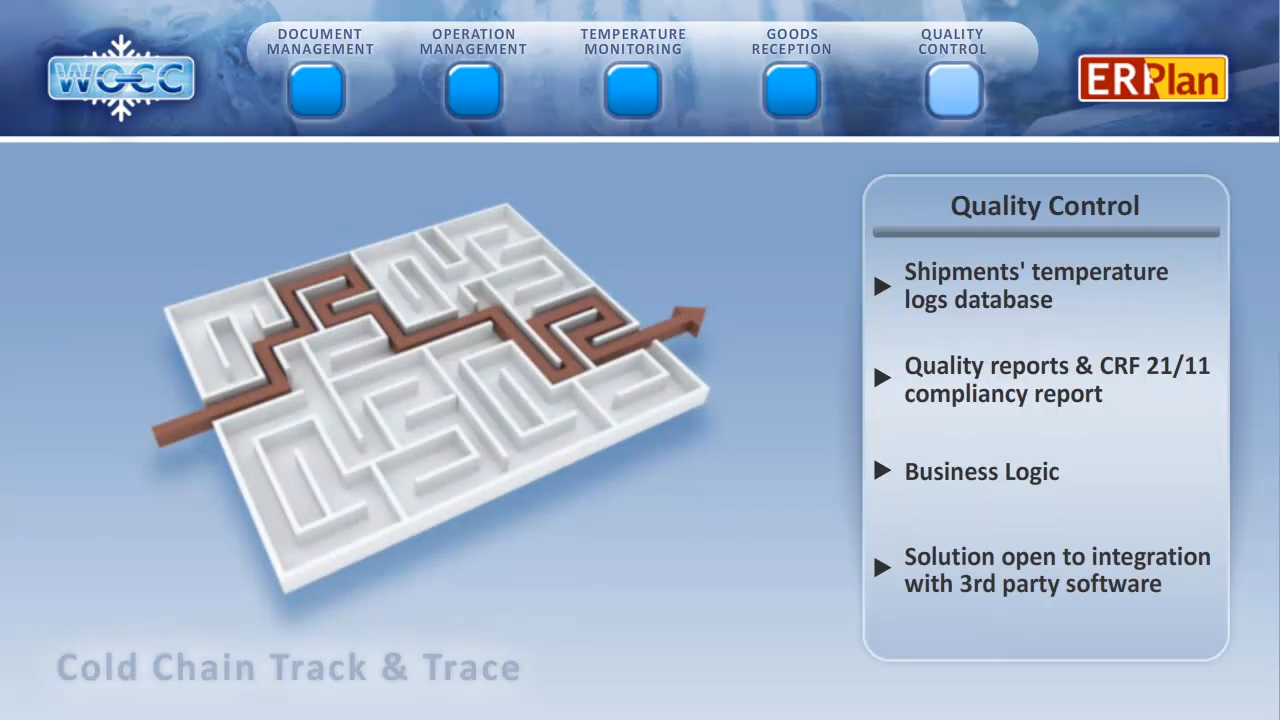 DOCUMENT
MANAGEMENT
OPERATION
MANAGEMENT
TEMPERATURE
MONITORING
GOODS
RECEPTION
QUALITY
CONTROL
WOCC
ERPlan
Quality Control
Shipments' temperature
logs database
Quality reports & CRF 21/11
compliancy report
Business Logic
Solution open to integration
with 3rd party software
Cold Chain Track & Trace